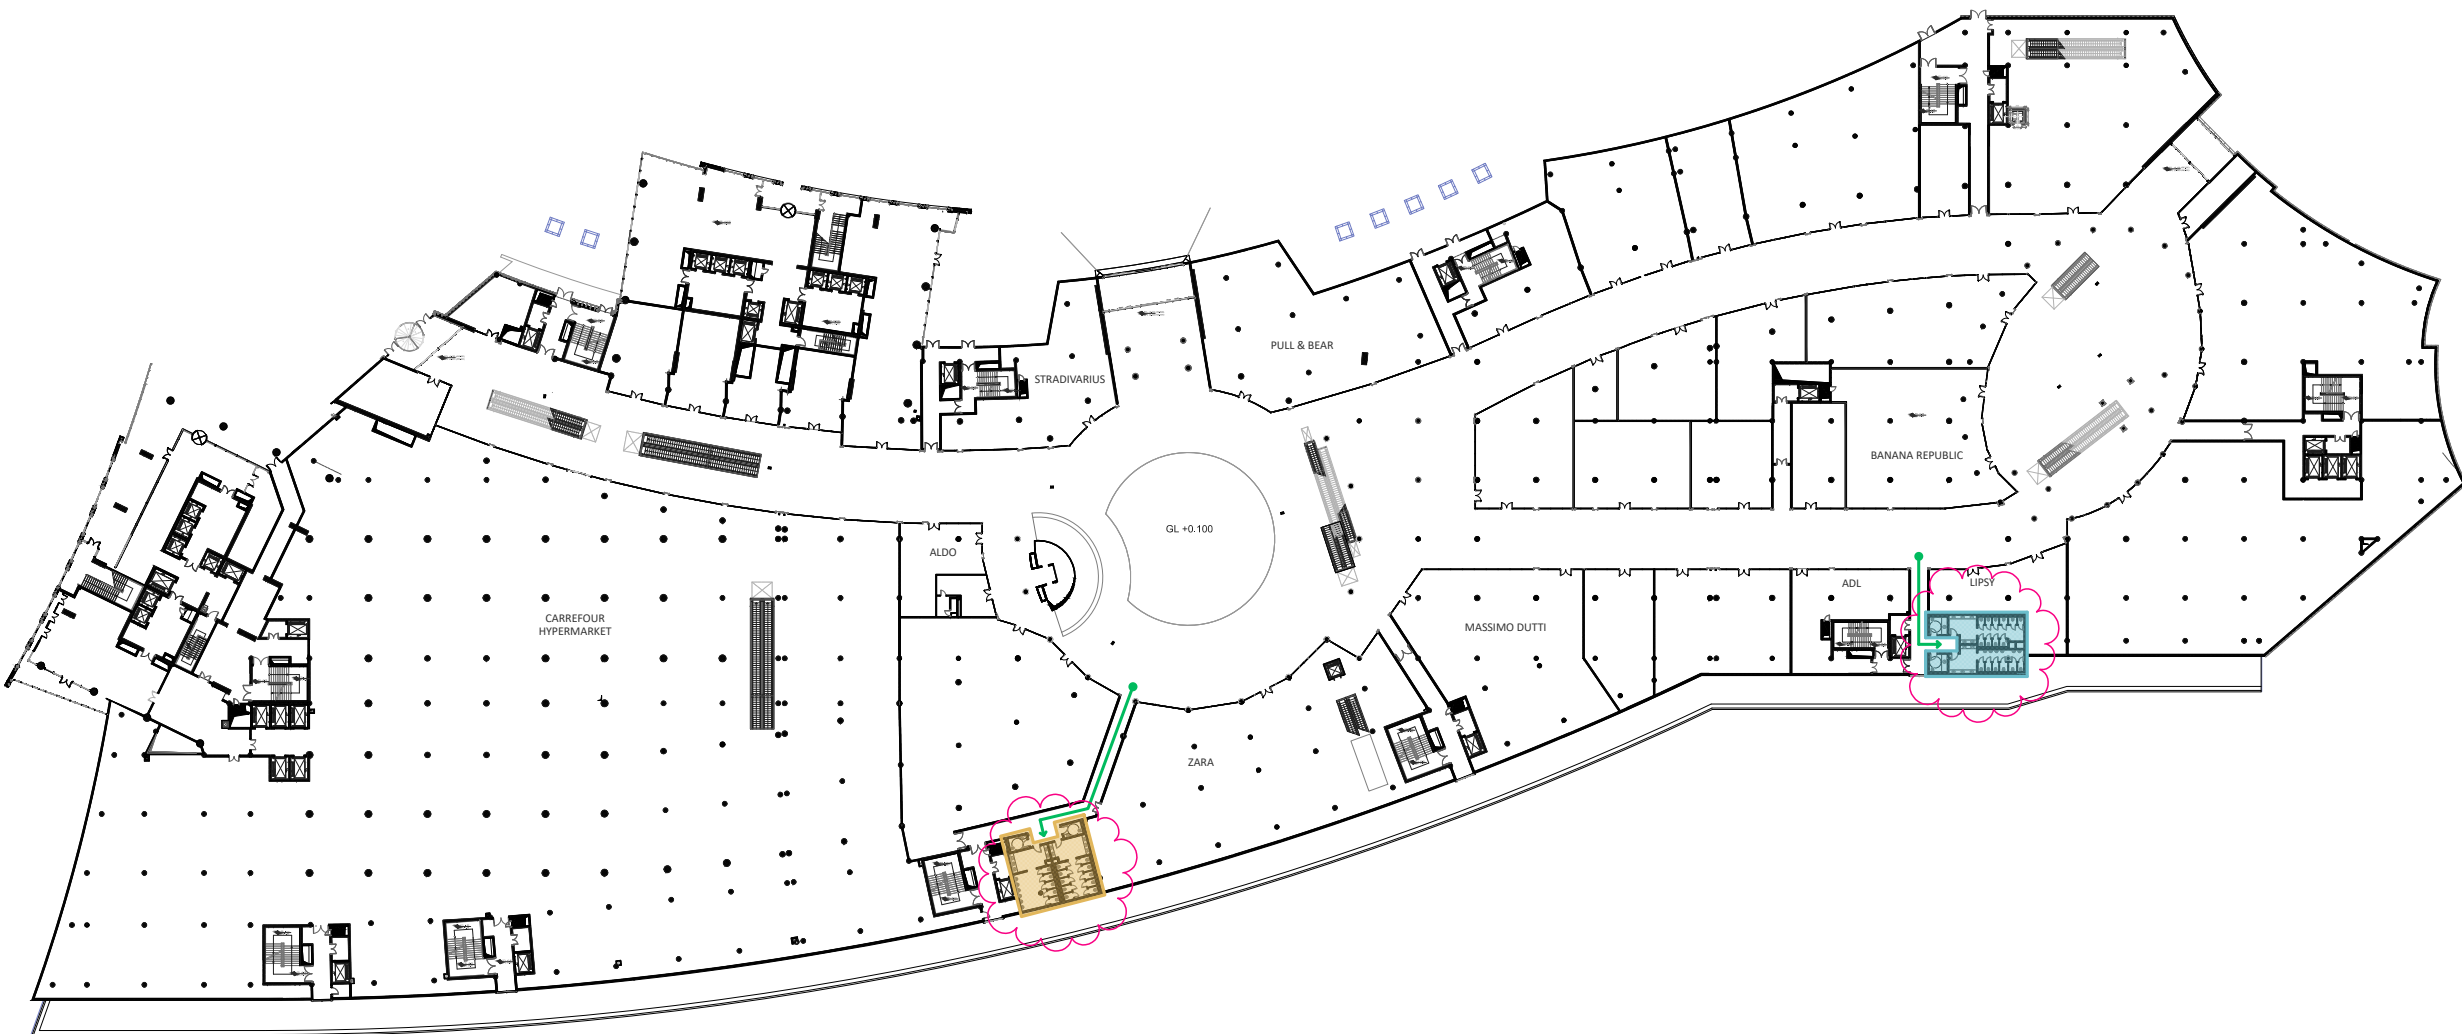 PULL & BEAR
STRADIVARIUS
BANANA REPUBLIC
GL +0.100
ALDO
ADL
LIPSY
CARREFOUR
HYPERMARKET
MASSIMO DUTTI
ZARA